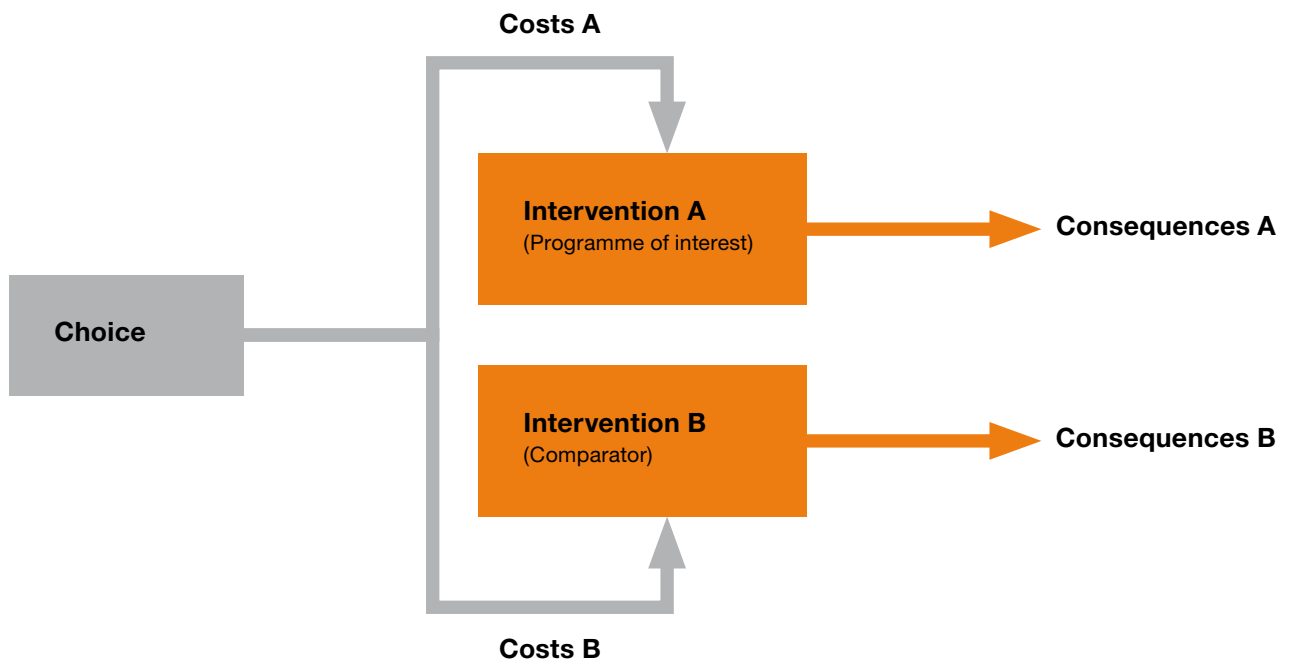 Costs A
Intervention A
(Programme of interest)
Consequences A
Choice
Intervention B
(Comparator)
Consequences B
Costs B